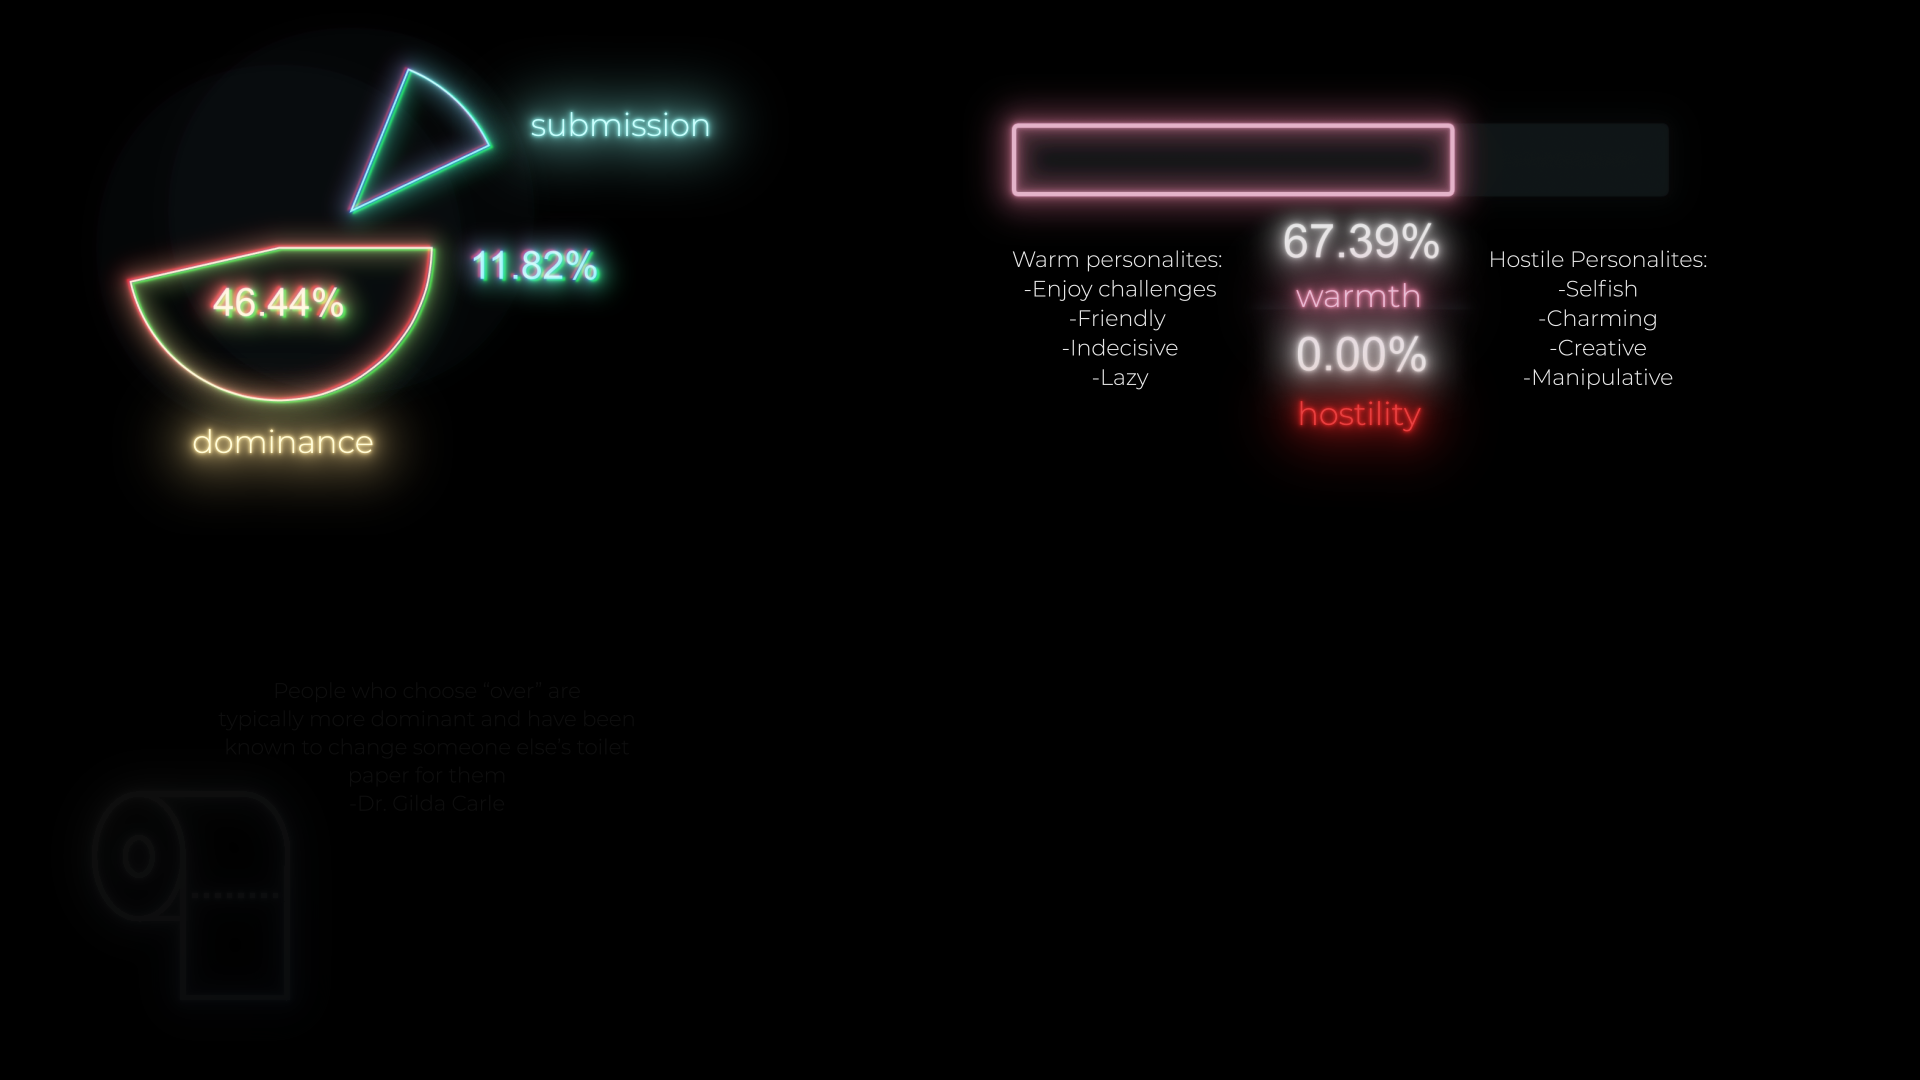 submission
11.82%
46.44%
dominance
67.39%
warmth
0.00%
hostility
Warm personalites:
-Enjoy challenges
-Friendly
-Indecisive
-Lazy
Hostile Personalites:
-Selfish
-Charming
-Creative
-Manipulative
People who choose “over” are
typically more dominant and have been
known to change someone else’s toilet
paper for them
-Dr. Gilda Carle